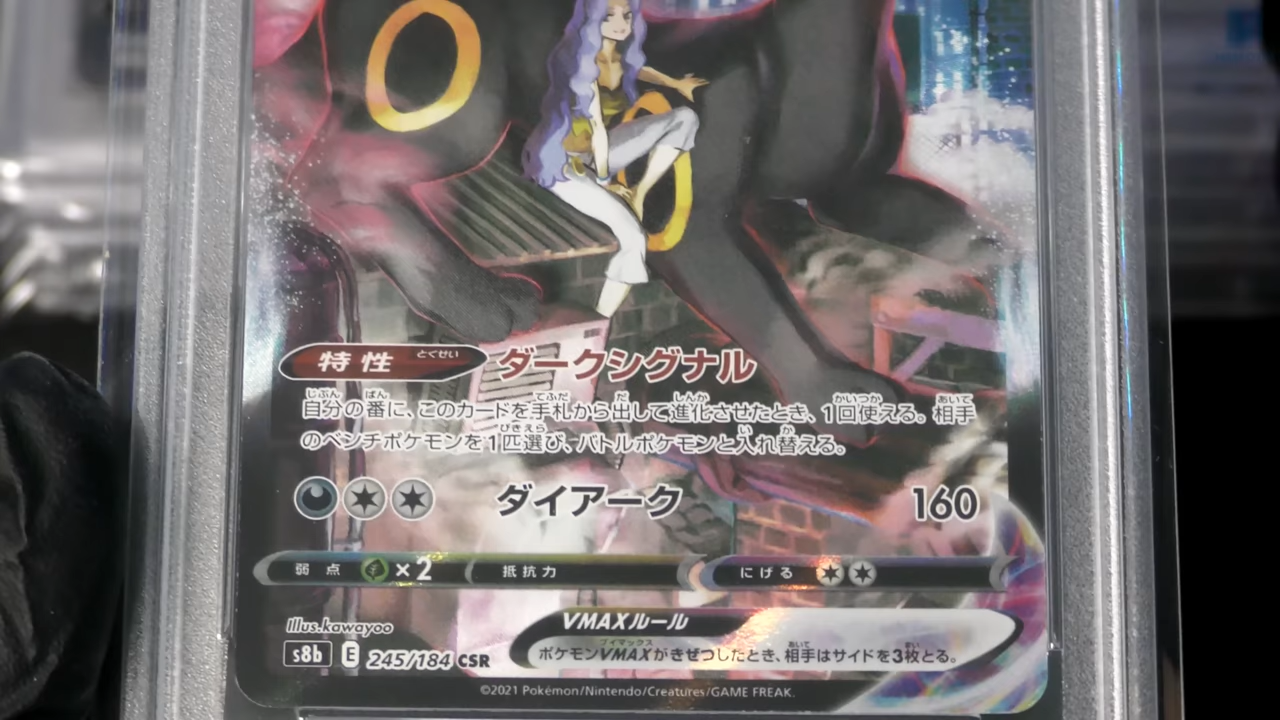 特性 とくせい ダークシグナル
自分の番に、このカードを手札から出して進化させたとき、1回使える。相手
のベンチポケモンを1匹選び、バトルポケモンと入れ替える。
ダイアーク 160
弱点 ×2 抵抗力 にげる
Illus.kawayoo
VMAXルール
s8b E 245/184 CSR
ポケモンVMAXがきぜつしたとき、相手はサイドを3枚とる。
©2021 Pokémon/Nintendo/Creatures/GAME FREAK.